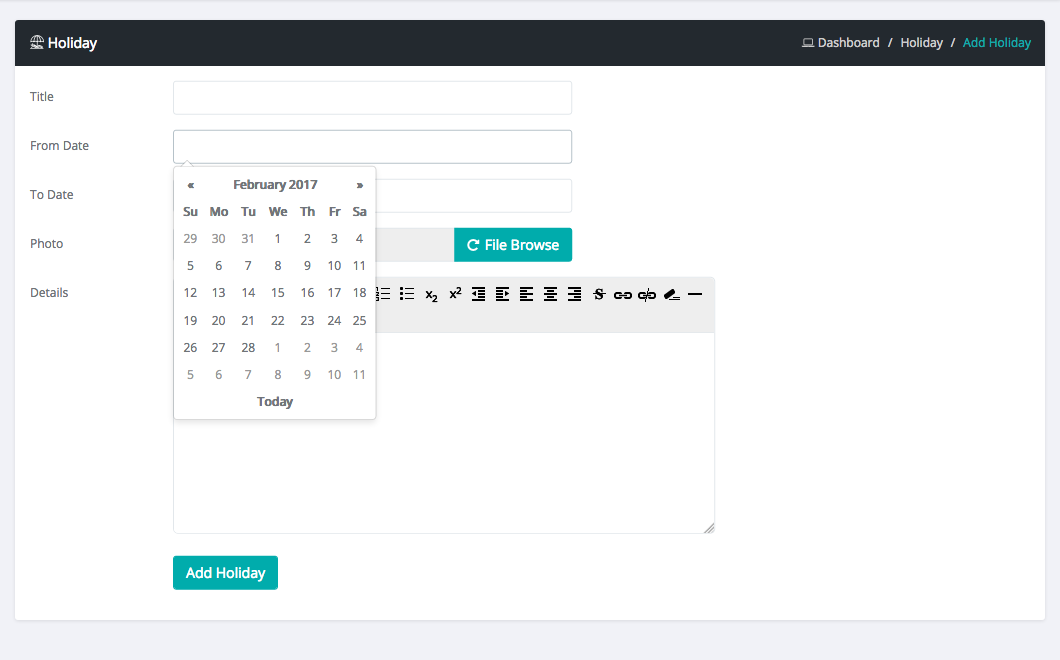 Holiday
Dashboard / Holiday / Add Holiday
Title
From Date
« February 2017 »
Su Mo Tu We Th Fr Sa
29 30 31 1 2 3 4
5 6 7 8 9 10 11
12 13 14 15 16 17 18
19 20 21 22 23 24 25
26 27 28 1 2 3 4
5 6 7 8 9 10 11
Today
To Date
Photo
File Browse
Details
x2 x2 S
Add Holiday